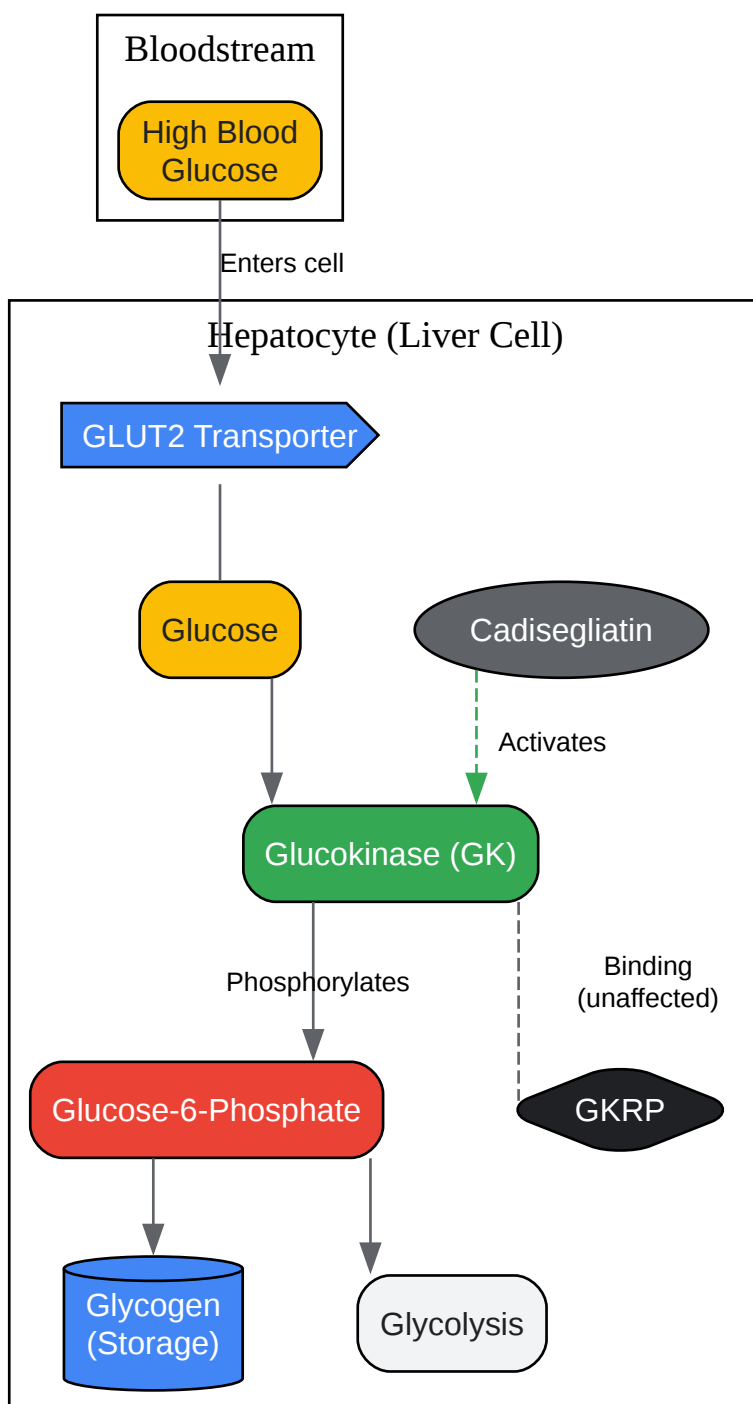 Bloodstream
High Blood
Glucose
Enters cell
Hepatocyte (Liver Cell)
GLUT2 Transporter
Glucose
Cadisegliatin
Activates
Glucokinase (GK)
Phosphorylates
Binding
(unaffected)
Glucose-6-Phosphate
GKRP
Glycogen
(Storage)
Glycolysis